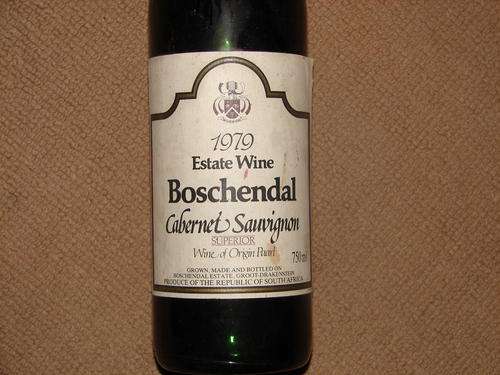 1979
Estate Wine
Boschendal
Cabernet Sauvignon
SUPERIOR
Wine of Origin Paarl
750 ml
GROWN, MADE AND BOTTLED ON
BOSCHENDAL ESTATE, GROOT-DRAKENSTEIN
PRODUCE OF THE REPUBLIC OF SOUTH AFRICA